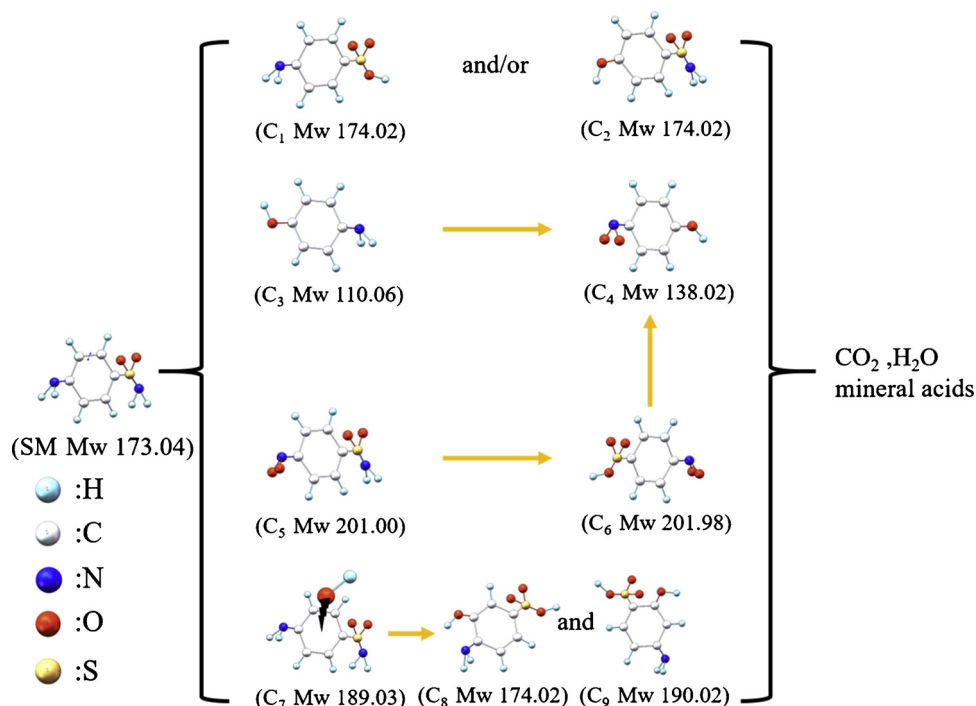 and/or
(C₁ Mw 174.02)
(C₂ Mw 174.02)
(C₃ Mw 110.06)
(C₄ Mw 138.02)
(SM Mw 173.04)
CO₂ ,H₂O
mineral acids
:H
:C
:N
:O
:S
(C₅ Mw 201.00)
(C₆ Mw 201.98)
and
(C₇ Mw 189.03)
(C₈ Mw 174.02)
(C₉ Mw 190.02)